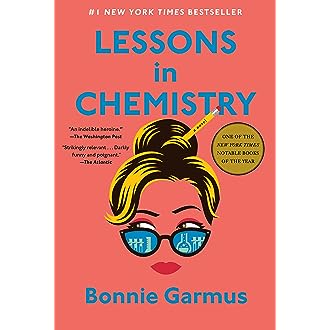 #1 NEW YORK TIMES BESTSELLER
LESSONS
in
CHEMISTRY
a novel
"An indelible heroine."
—The Washington Post
"Strikingly relevant . . . Darkly
funny and poignant."
—The Atlantic
ONE OF THE
NEW YORK TIMES
NOTABLE BOOKS
OF THE YEAR
Bonnie Garmus